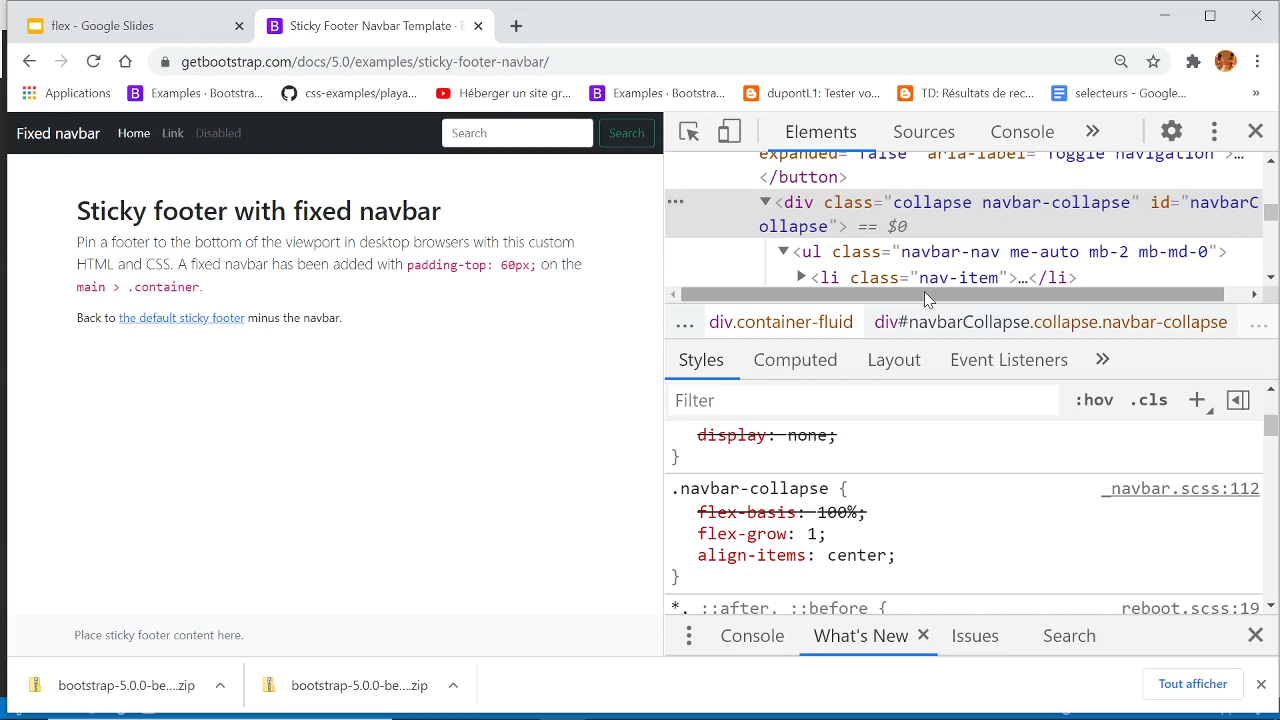 flex - Google Slides
Sticky Footer Navbar Template ·
getbootstrap.com/docs/5.0/examples/sticky-footer-navbar/
Applications
Examples · Bootstra...
css-examples/playa...
Héberger un site gr...
Examples · Bootstra
dupontL1: Tester vo...
TD: Résultats de rec...
selecteurs - Google...
Fixed navbar
Home
Link
Disabled
Search
Search
Sticky footer with fixed navbar
Pin a footer to the bottom of the viewport in desktop browsers with this custom
HTML and CSS. A fixed navbar has been added with padding-top: 60px; on the
main > .container.
Back to the default sticky footer minus the navbar.
Place sticky footer content here.
Elements
Sources
Console
expanded="false" aria-label="Toggle navigation">…
</button>
<div class="collapse navbar-collapse" id="navbarC
ollapse"> == $0
<ul class="navbar-nav me-auto mb-2 mb-md-0">
<li class="nav-item">…</li>
... div.container-fluid div#navbarCollapse.collapse.navbar-collapse ...
Styles
Computed
Layout
Event Listeners
Filter
:hov .cls
display: none;
}
.navbar-collapse { _navbar.scss:112
flex-basis: 100%;
flex-grow: 1;
align-items: center;
}
*, ::after, ::before { reboot.scss:19
Console
What's New
Issues
Search
bootstrap-5.0.0-be....zip
bootstrap-5.0.0-be....zip
Tout afficher